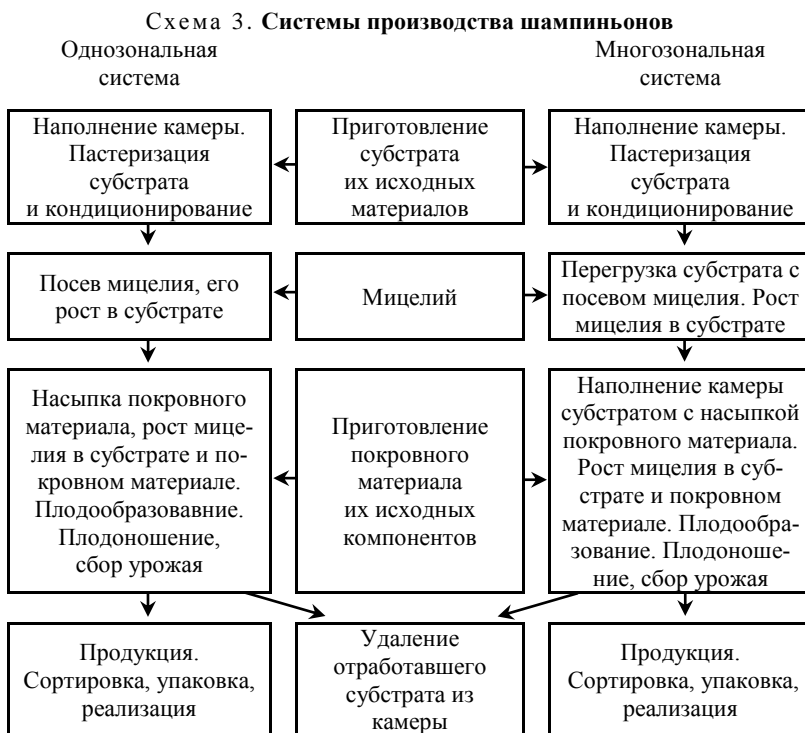 Схема 3. Системы производства шампиньонов
Однозональная
система
Многозональная
система
Наполнение камеры.
Пастеризация
субстрата
и кондиционирование
Приготовление
субстрата
их исходных
материалов
Наполнение камеры.
Пастеризация
субстрата
и кондиционирование
Посев мицелия, его
рост в субстрате
Мицелий
Перегрузка субстрата с
посевом мицелия. Рост
мицелия в субстрате
Насыпка покровного
материала, рост мице-
лия в субстрате и по-
кровном материале.
Плодообразовавние.
Плодоношение,
сбор урожая
Приготовление
покровного
материала
их исходных
компонентов
Наполнение камеры
субстратом с насыпкой
покровного материала.
Рост мицелия в суб-
страте и покровном
материале. Плодообра-
зование. Плодоноше-
ние, сбор урожая
Продукция.
Сортировка, упаковка,
реализация
Удаление
отработавшего
субстрата из
камеры
Продукция.
Сортировка, упаковка,
реализация